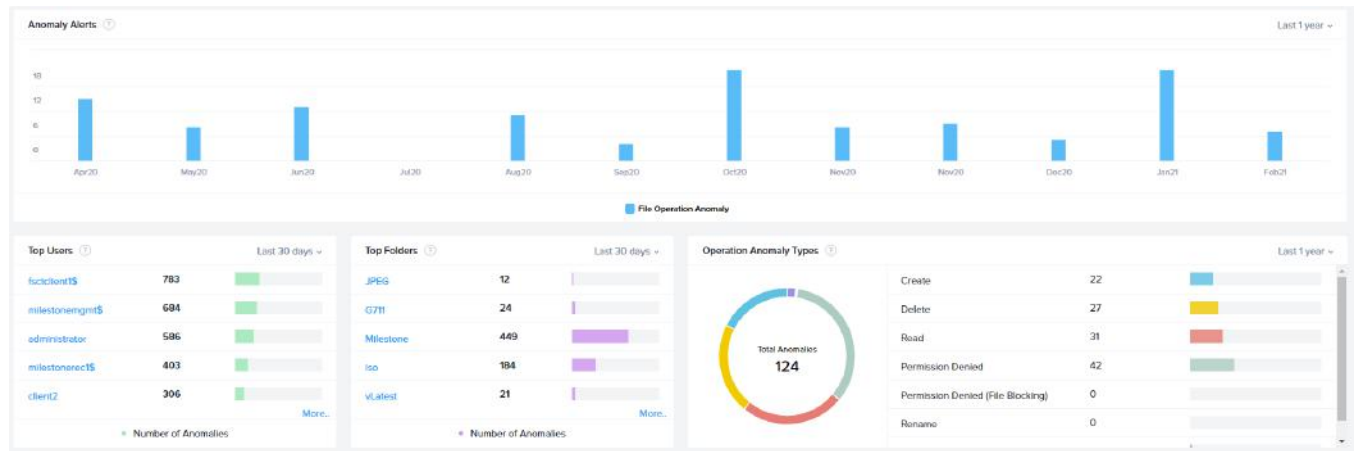 Anomaly Alerts ?
Last 1 year
18
12
6
0
Apr20 May20 Jun20 Jul20 Aug20 Sep20 Oct20 Nov20 Nov20 Dec20 Jan21 Feb21
File Operation Anomaly
Top Users ? Last 30 days
fsctclient1$ 783
milestonemgmt$ 684
administrator 586
milestonerec1$ 403
client2 306
More..
Number of Anomalies
Top Folders ? Last 30 days
JPEG 12
G711 24
Milestone 449
iso 184
vLatest 21
More..
Number of Anomalies
Operation Anomaly Types ? Last 1 year
Total Anomalies
124
Create 22
Delete 27
Read 31
Permission Denied 42
Permission Denied (File Blocking) 0
Rename 0